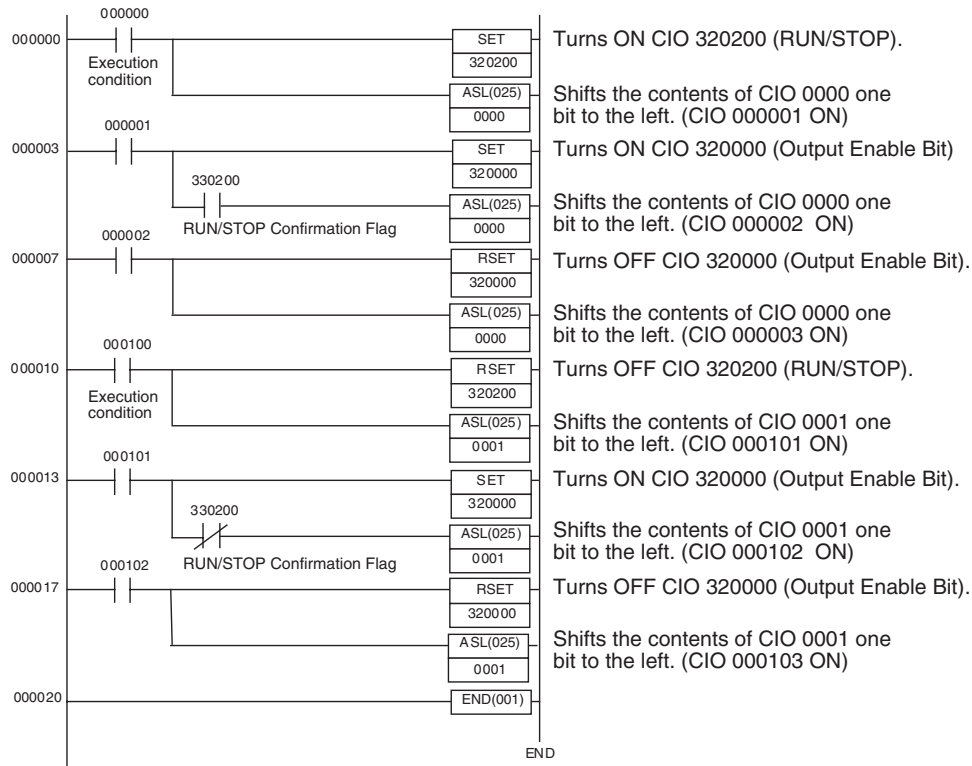 000000
000000
SET
Turns ON CIO 320200 (RUN/STOP).
320200
Execution
condition
ASL(025)
0000
Shifts the contents of CIO 0000 one
bit to the left. (CIO 000001 ON)
000001
000003
SET
320000
Turns ON CIO 320000 (Output Enable Bit)
330200
RUN/STOP Confirmation Flag
ASL(025)
0000
Shifts the contents of CIO 0000 one
bit to the left. (CIO 000002 ON)
000002
000007
RSET
320000
Turns OFF CIO 320000 (Output Enable Bit).
ASL(025)
0000
Shifts the contents of CIO 0000 one
bit to the left. (CIO 000003 ON)
000100
000010
RSET
320200
Turns OFF CIO 320200 (RUN/STOP).
Execution
condition
ASL(025)
0001
Shifts the contents of CIO 0001 one
bit to the left. (CIO 000101 ON)
000101
000013
SET
320000
Turns ON CIO 320000 (Output Enable Bit).
330200
RUN/STOP Confirmation Flag
ASL(025)
0001
Shifts the contents of CIO 0001 one
bit to the left. (CIO 000102 ON)
000102
000017
RSET
320000
Turns OFF CIO 320000 (Output Enable Bit).
ASL(025)
0001
Shifts the contents of CIO 0001 one
bit to the left. (CIO 000103 ON)
000020
END(001)
END